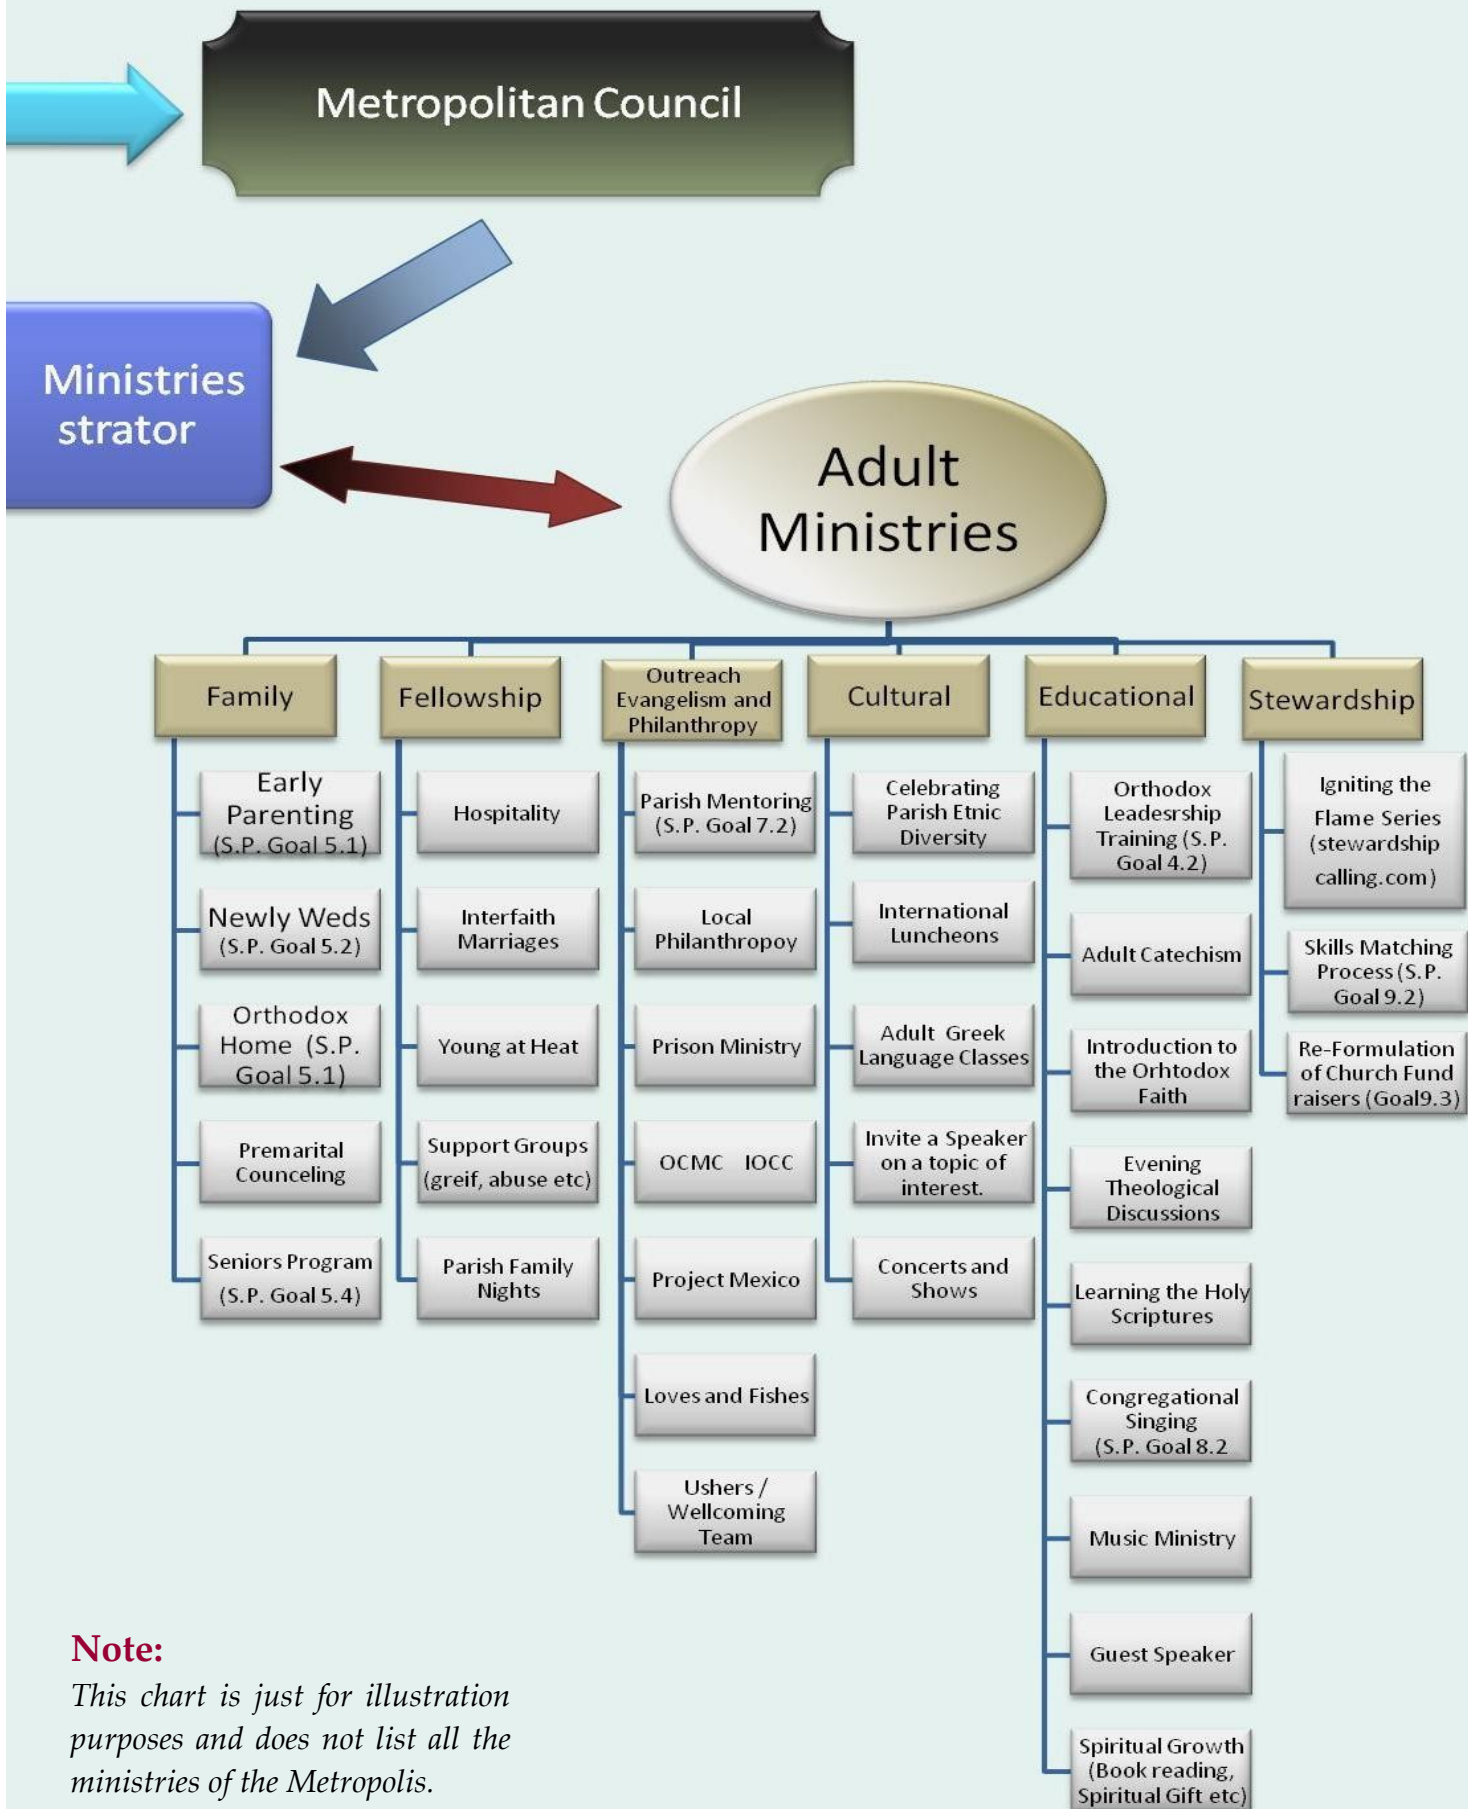 Metropolitan Council
Ministries
strator
Adult
Ministries
Family
Early
Parenting
(S.P. Goal 5.1)
Newly Weds
(S.P. Goal 5.2)
Orthodox
Home (S.P.
Goal 5.1)
Premarital
Counceling
Seniors Program
(S.P. Goal 5.4)
Fellowship
Hospitality
Interfaith
Marriages
Young at Heat
Support Groups
(greif, abuse etc)
Parish Family
Nights
Outreach
Evangelism and
Philanthropy
Parish Mentoring
(S.P. Goal 7.2)
Local
Philanthropoy
Prison Ministry
OCMC IOCC
Project Mexico
Loves and Fishes
Ushers /
Wellcoming
Team
Cultural
Celebrating
Parish Etnic
Diversity
International
Luncheons
Adult Greek
Language Classes
Invite a Speaker
on a topic of
interest.
Concerts and
Shows
Educational
Orthodox
Leadesrship
Training (S.P.
Goal 4.2)
Adult Catechism
Introduction to
the Orhtodox
Faith
Evening
Theological
Discussions
Learning the Holy
Scriptures
Congregational
Singing
(S.P. Goal 8.2
Music Ministry
Guest Speaker
Spiritual Growth
(Book reading,
Spiritual Gift etc)
Stewardship
Igniting the
Flame Series
(stewardship
calling.com)
Skills Matching
Process (S.P.
Goal 9.2)
Re-Formulation
of Church Fund
raisers (Goal9.3)
Note:
This chart is just for illustration
purposes and does not list all the
ministries of the Metropolis.